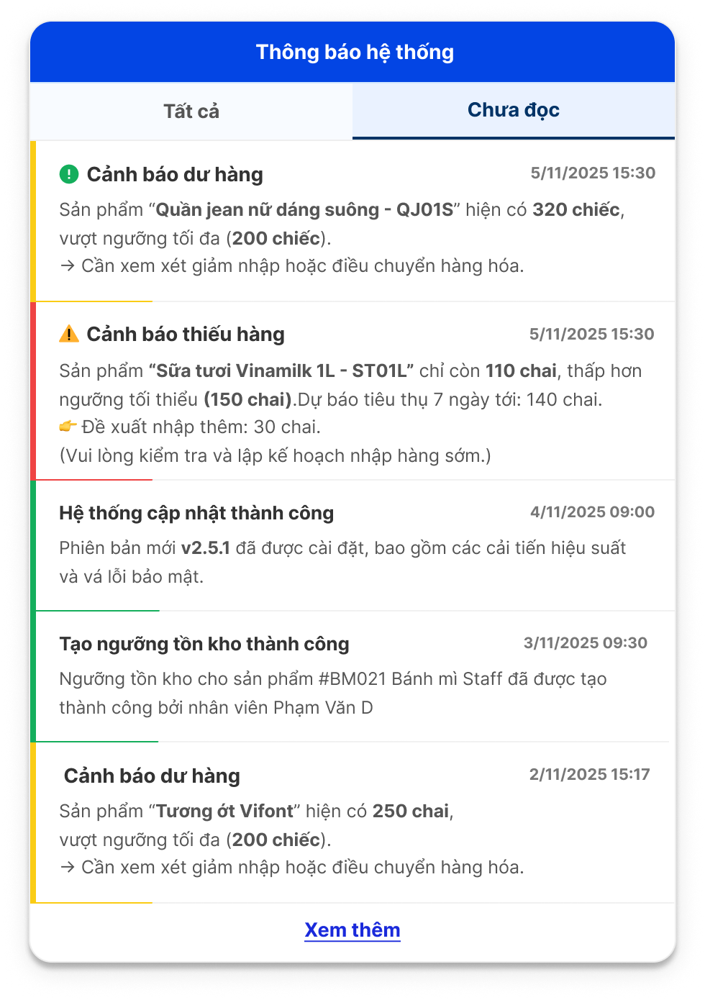 Thông báo hệ thống
Tất cả
Chưa đọc
Cảnh báo dư hàng
5/11/2025 15:30
Sản phẩm “Quần jean nữ dáng suông - QJ01S” hiện có 320 chiếc,
vượt ngưỡng tối đa (200 chiếc).
→ Cần xem xét giảm nhập hoặc điều chuyển hàng hóa.
Cảnh báo thiếu hàng
5/11/2025 15:30
Sản phẩm “Sữa tươi Vinamilk 1L - ST01L” chỉ còn 110 chai, thấp hơn
ngưỡng tối thiểu (150 chai).Dự báo tiêu thụ 7 ngày tới: 140 chai.
👉 Đề xuất nhập thêm: 30 chai.
(Vui lòng kiểm tra và lập kế hoạch nhập hàng sớm.)
Hệ thống cập nhật thành công
4/11/2025 09:00
Phiên bản mới v2.5.1 đã được cài đặt, bao gồm các cải tiến hiệu suất
và vá lỗi bảo mật.
Tạo ngưỡng tồn kho thành công
3/11/2025 09:30
Ngưỡng tồn kho cho sản phẩm #BM021 Bánh mì Staff đã được tạo
thành công bởi nhân viên Phạm Văn D
Cảnh báo dư hàng
2/11/2025 15:17
Sản phẩm “Tương ớt Vifont” hiện có 250 chai,
vượt ngưỡng tối đa (200 chiếc).
→ Cần xem xét giảm nhập hoặc điều chuyển hàng hóa.
Xem thêm